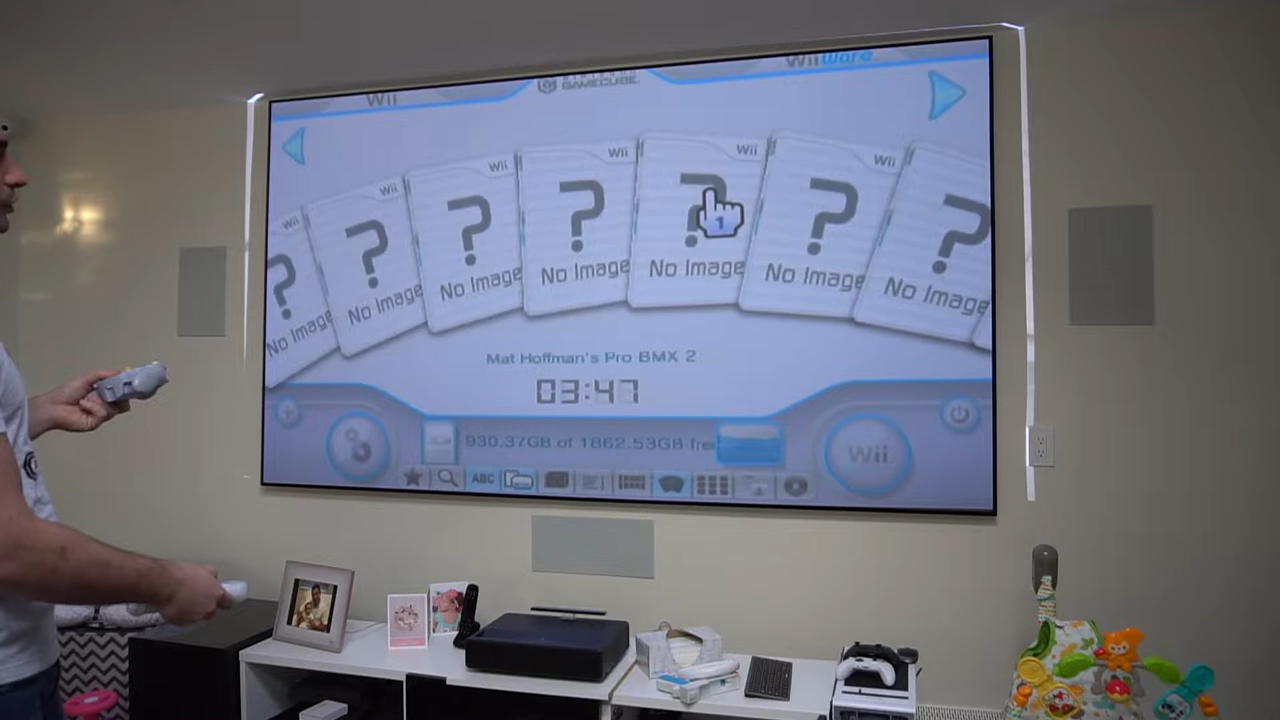 Wii
NINTENDO
GAMECUBE
WiiWare
Wii
Wii
Wii
Wii
Wii
Wii
No Image
No Image
No Image
No Image
No Image
No Image
No Image
1
Mat Hoffman's Pro BMX 2
03:47
930.37GB of 1862.53GB free
ABC
Wii